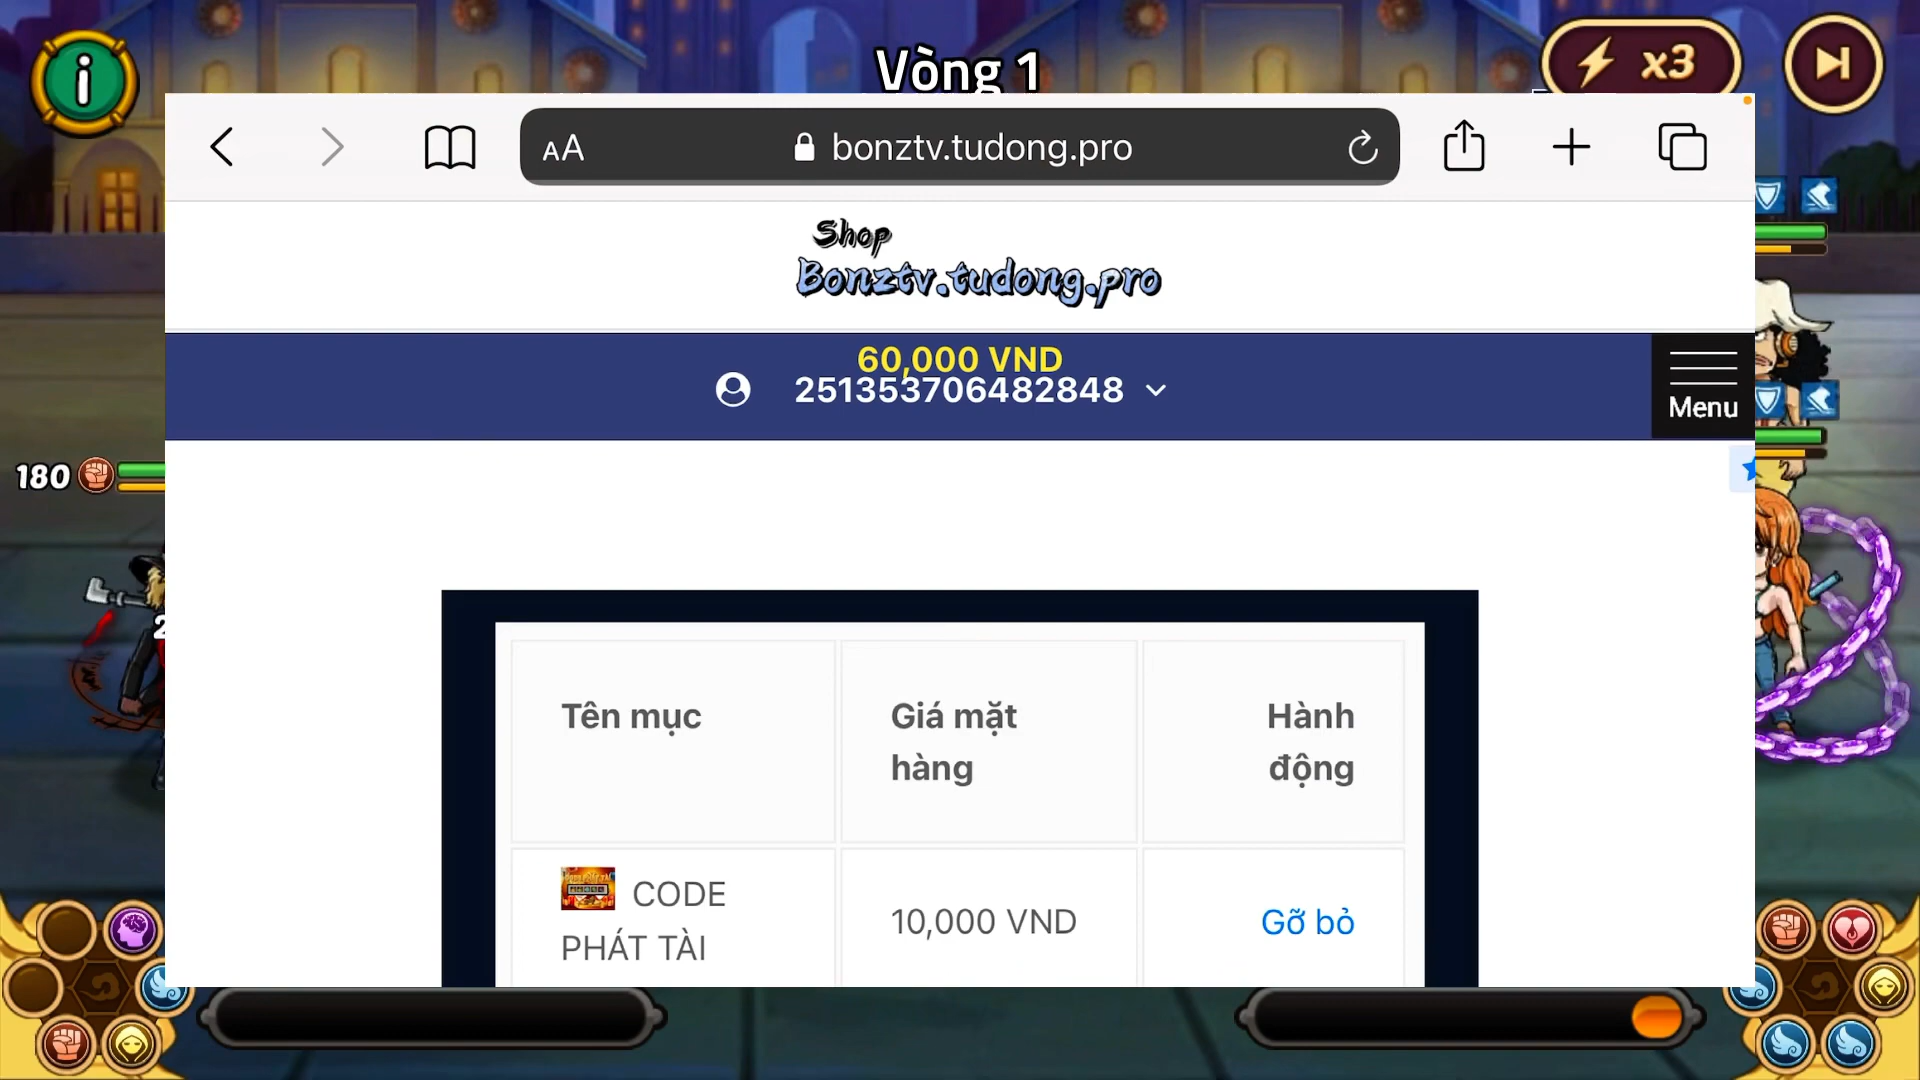 Vòng 1
x3
AA
bonztv.tudong.pro
Shop
Bonztv.tudong.pro
60,000 VND
251353706482848
Menu
180
2
Tên mục
Giá mặt
hàng
Hành
động
CODE
PHÁT TÀI
10,000 VND
Gỡ bỏ